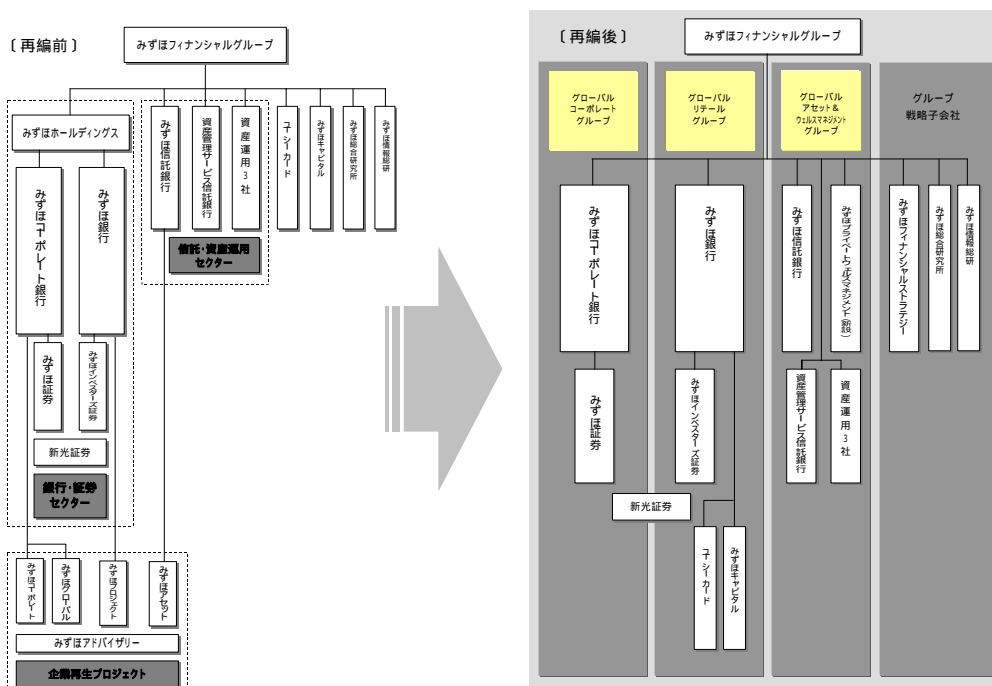 〔再編前〕
みずほフィナンシャルグループ
みずほホールディングス
みずほコーポレート銀行
みずほ銀行
みずほ信託銀行
資産管理サービス信託銀行
資産運用3社
ユーシーカード
みずほキャピタル
みずほ総合研究所
みずほ情報総研
信託・資産運用
セクター
みずほ証券
みずほインベスターズ証券
新光証券
銀行・証券
セクター
みずほコーポレート
みずほグローバル
みずほプロジェクト
みずほアセット
みずほアドバイザリー
企業再生プロジェクト
〔再編後〕
みずほフィナンシャルグループ
グローバル
コーポレート
グループ
グローバル
リテール
グループ
グローバル
アセット&
ウェルスマネジメント
グループ
グループ
戦略子会社
みずほコーポレート銀行
みずほ銀行
みずほ信託銀行
みずほプライベートウェルスマネジメント(新設)
みずほフィナンシャルストラテジー
みずほ総合研究所
みずほ情報総研
みずほ証券
みずほインベスターズ証券
資産管理サービス信託銀行
資産運用3社
新光証券
ユーシーカード
みずほキャピタル